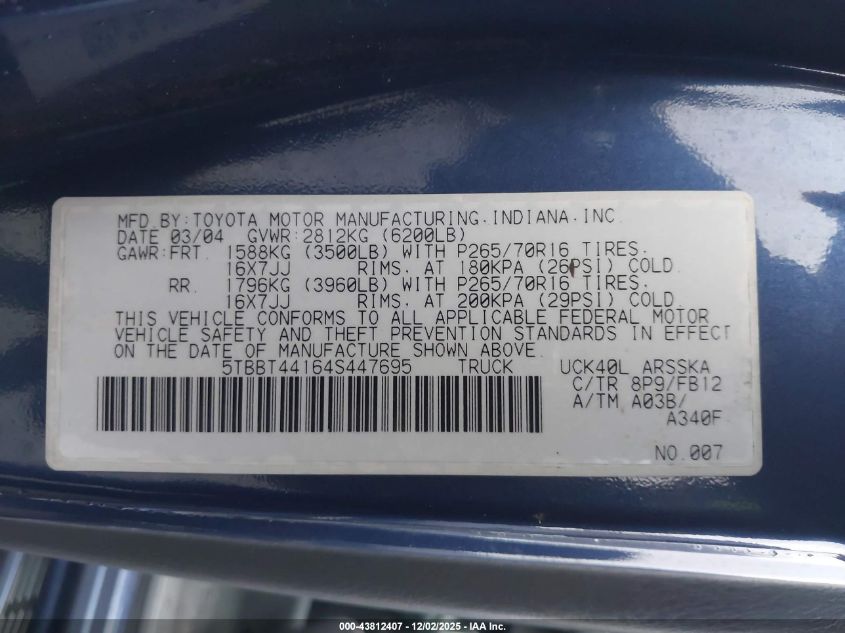 MFD.BY:TOYOTA MOTOR MANUFACTURING.INDIANA.INC.
DATE 03/04 GVWR:2812KG (6200LB)
GAWR:FRT. 1588KG (3500LB) WITH P265/70R16 TIRES.
16X7JJ RIMS. AT 180KPA (26PSI) COLD.
RR. 1796KG (3960LB) WITH P265/70R16 TIRES.
16X7JJ RIMS. AT 200KPA (29PSI) COLD.
THIS VEHICLE CONFORMS TO ALL APPLICABLE FEDERAL MOTOR
VEHICLE SAFETY AND THEFT PREVENTION STANDARDS IN EFFECT
ON THE DATE OF MANUFACTURE SHOWN ABOVE.
5TBBT44164S447695 TRUCK UCK40L ARSSKA
C/TR 8P9/FB12
A/TM A03B/
A340F
NO.007
000-43812407 - 12/02/2025 - IAA Inc.